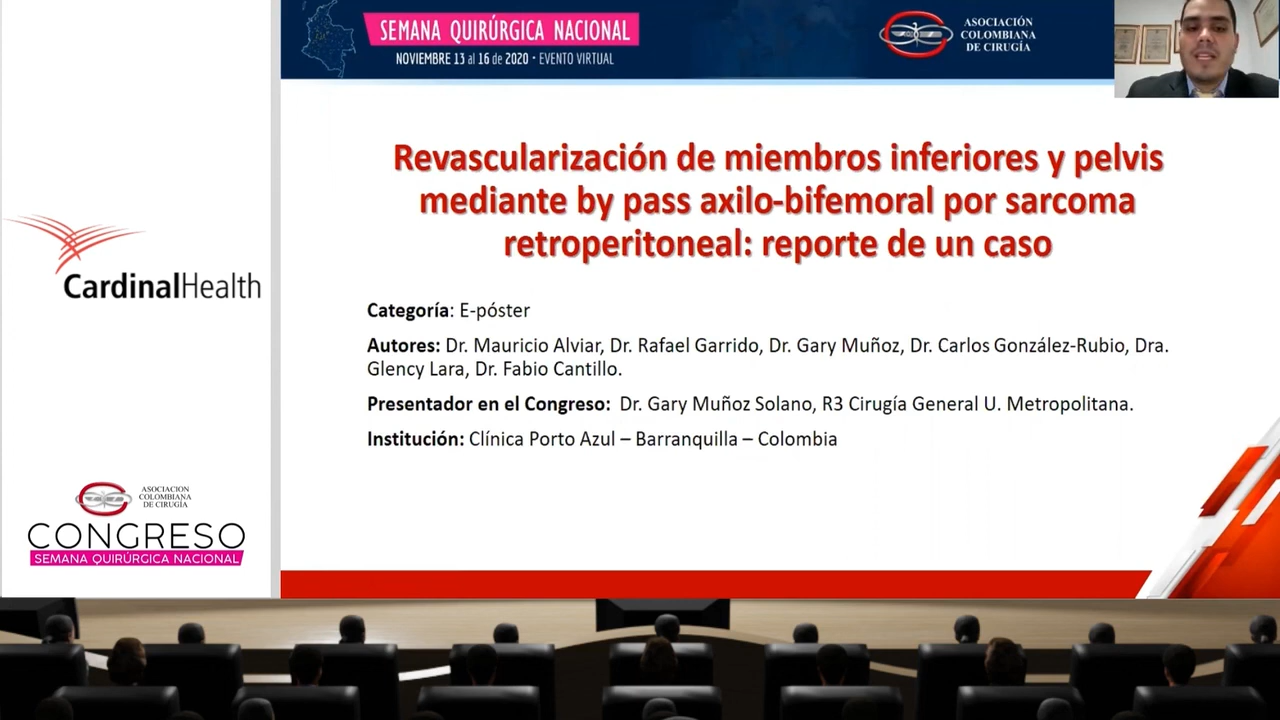 SEMANA QUIRÚRGICA NACIONAL
NOVIEMBRE 13 al 16 de 2020 • EVENTO VIRTUAL
ASOCIACIÓN
COLOMBIANA
DE CIRUGÍA
Revascularización de miembros inferiores y pelvis
mediante by pass axilo-bifemoral por sarcoma
retroperitoneal: reporte de un caso
CardinalHealth
Categoría: E-póster
Autores: Dr. Mauricio Alviar, Dr. Rafael Garrido, Dr. Gary Muñoz, Dr. Carlos González-Rubio, Dra.
Glency Lara, Dr. Fabio Cantillo.
Presentador en el Congreso: Dr. Gary Muñoz Solano, R3 Cirugía General U. Metropolitana.
Institución: Clínica Porto Azul – Barranquilla – Colombia
ASOCIACION
COLOMBIANA
DE CIRUGÍA
CONGRESO
SEMANA QUIRÚRGICA NACIONAL